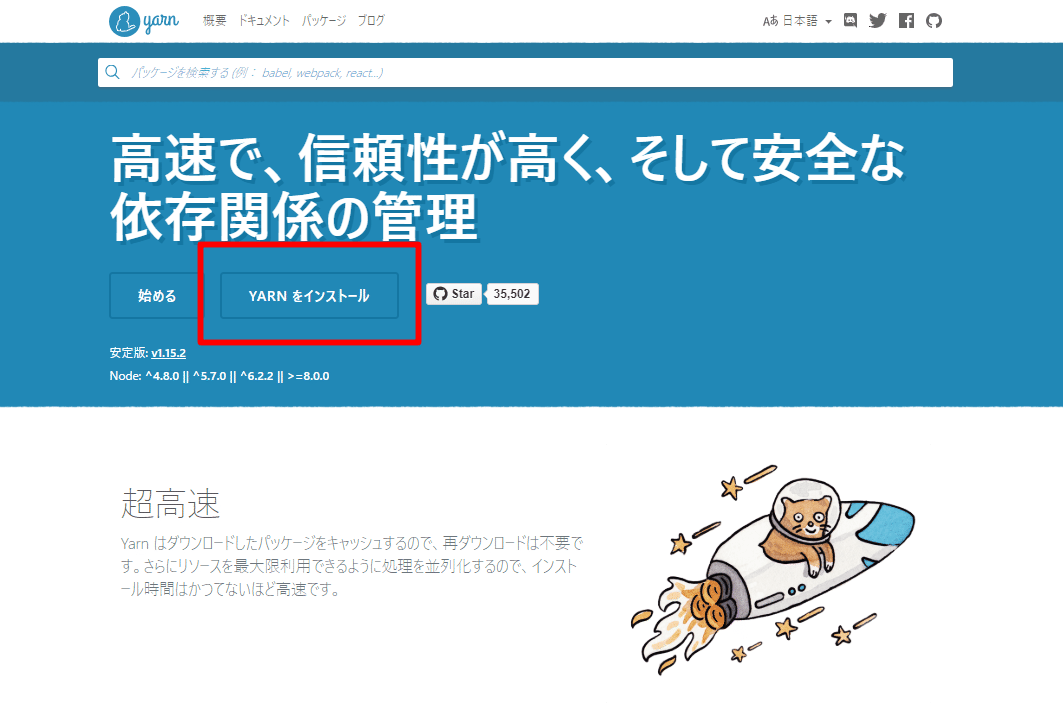 yarn 概要 ドキュメント パッケージ ブログ Aあ 日本語
パッケージを検索する (例： babel, webpack, react...)
高速で、信頼性が高く、そして安全な
依存関係の管理
始める YARN をインストール Star 35,502
安定版: v1.15.2
Node: ^4.8.0 || ^5.7.0 || ^6.2.2 || >=8.0.0
超高速
Yarn はダウンロードしたパッケージをキャッシュするので、再ダウンロードは不要で
す。さらにリソースを最大限利用できるように処理を並列化するので、インスト
ール時間はかつてないほど高速です。